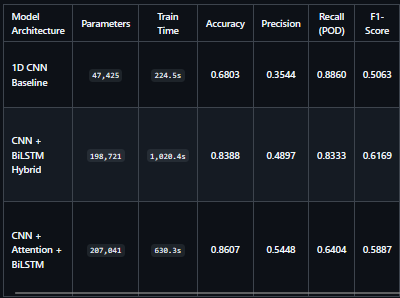 Model Architecture Parameters Train Time Accuracy Precision Recall (POD) F1-Score
1D CNN Baseline 47,425 224.5s 0.6803 0.3544 0.8860 0.5063
CNN + BiLSTM Hybrid 198,721 1,020.4s 0.8388 0.4897 0.8333 0.6169
CNN + Attention + BiLSTM 207,041 630.3s 0.8607 0.5448 0.6404 0.5887